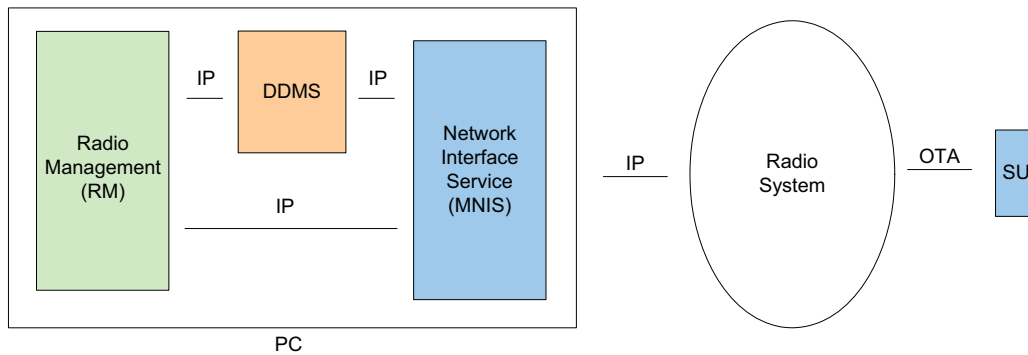 Radio
Management
(RM)
IP
DDMS
IP
Network
Interface
Service
(MNIS)
IP
IP
Radio
System
OTA
SU
PC